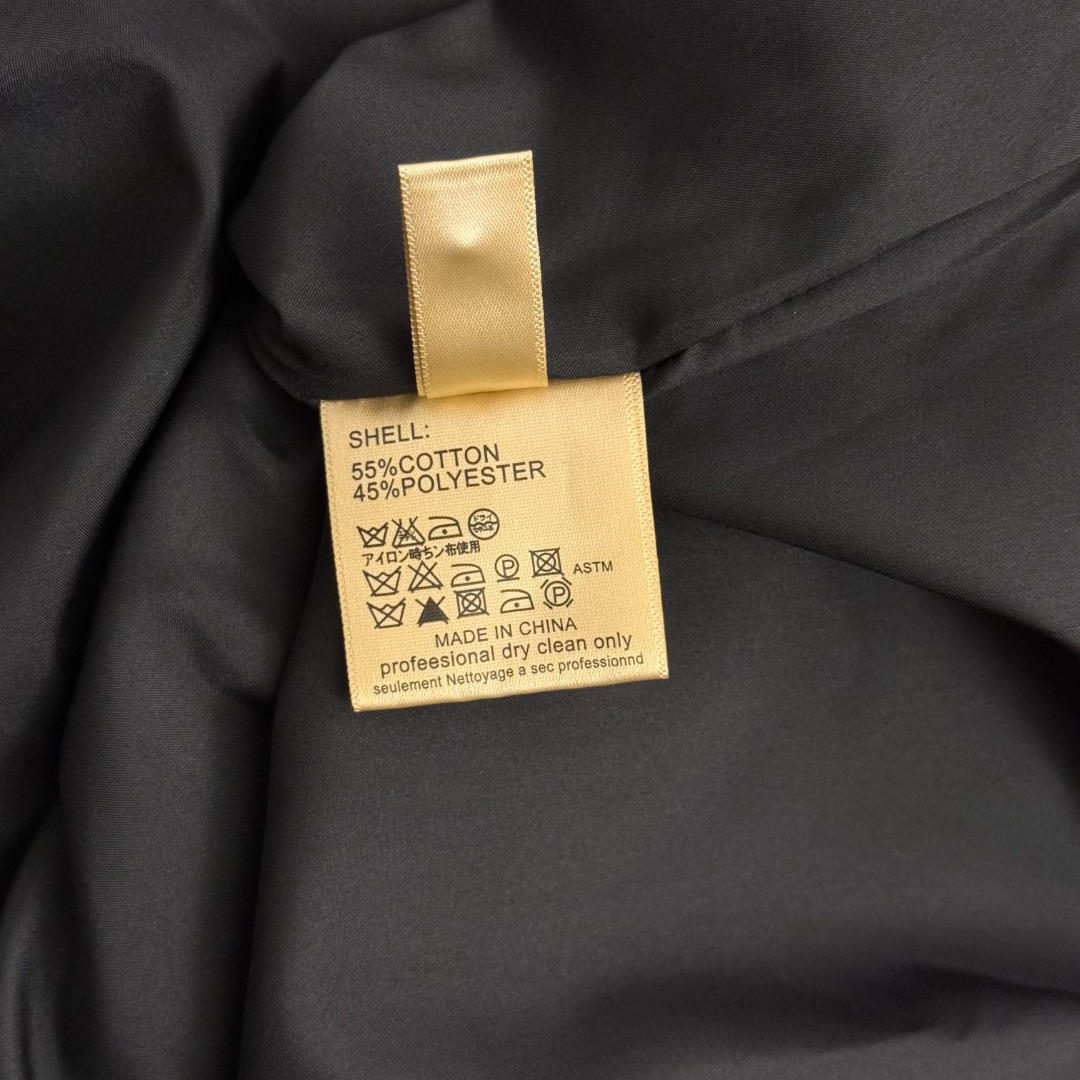 SHELL:
55%COTTON
45%POLYESTER
アイロン時ちン布使用
P ASTM
P
MADE IN CHINA
profeesional dry clean only
seulement Nettoyage a sec professionnd